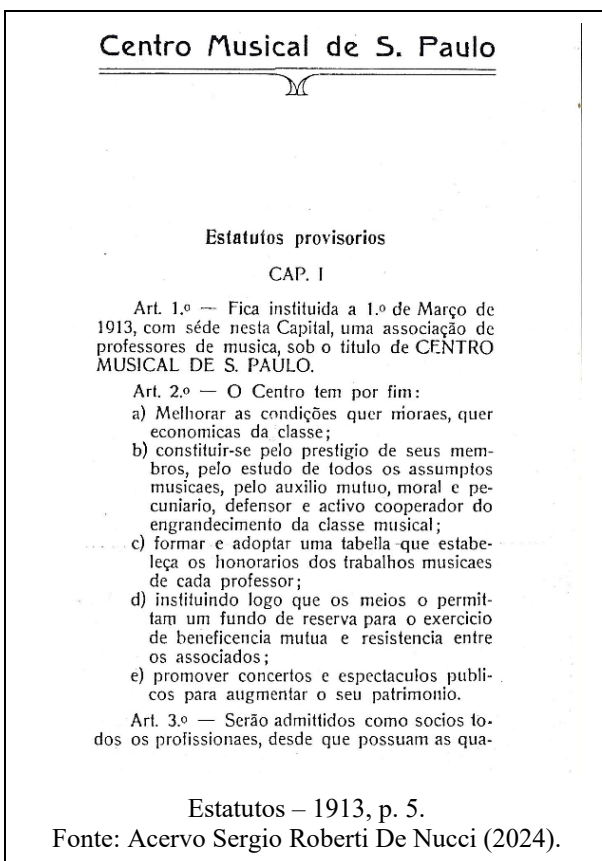 Centro Musical de S. Paulo
Estatutos provisorios
CAP. I
Art. 1.º — Fica instituida a 1.º de Março de
1913, com séde nesta Capital, uma associação de
professores de musica, sob o titulo de CENTRO
MUSICAL DE S. PAULO.
Art. 2.º — O Centro tem por fim:
a) Melhorar as condições quer moraes, quer
economicas da classe;
b) constituir-se pelo prestigio de seus mem-
bros, pelo estudo de todos os assumptos
musicaes, pelo auxilio mutuo, moral e pe-
cuniario, defensor e activo cooperador do
engrandecimento da classe musical;
c) formar e adoptar uma tabella que estabe-
leça os honorarios dos trabalhos musicaes
de cada professor;
d) instituindo logo que os meios o permit-
tam um fundo de reserva para o exercicio
de beneficencia mutua e resistencia entre
os associados;
e) promover concertos e espectaculos publi-
cos para augmentar o seu patrimonio.
Art. 3.º — Serão admittidos como socios to-
dos os profissionaes, desde que possuam as qua-
Estatutos – 1913, p. 5.
Fonte: Acervo Sergio Roberti De Nucci (2024).